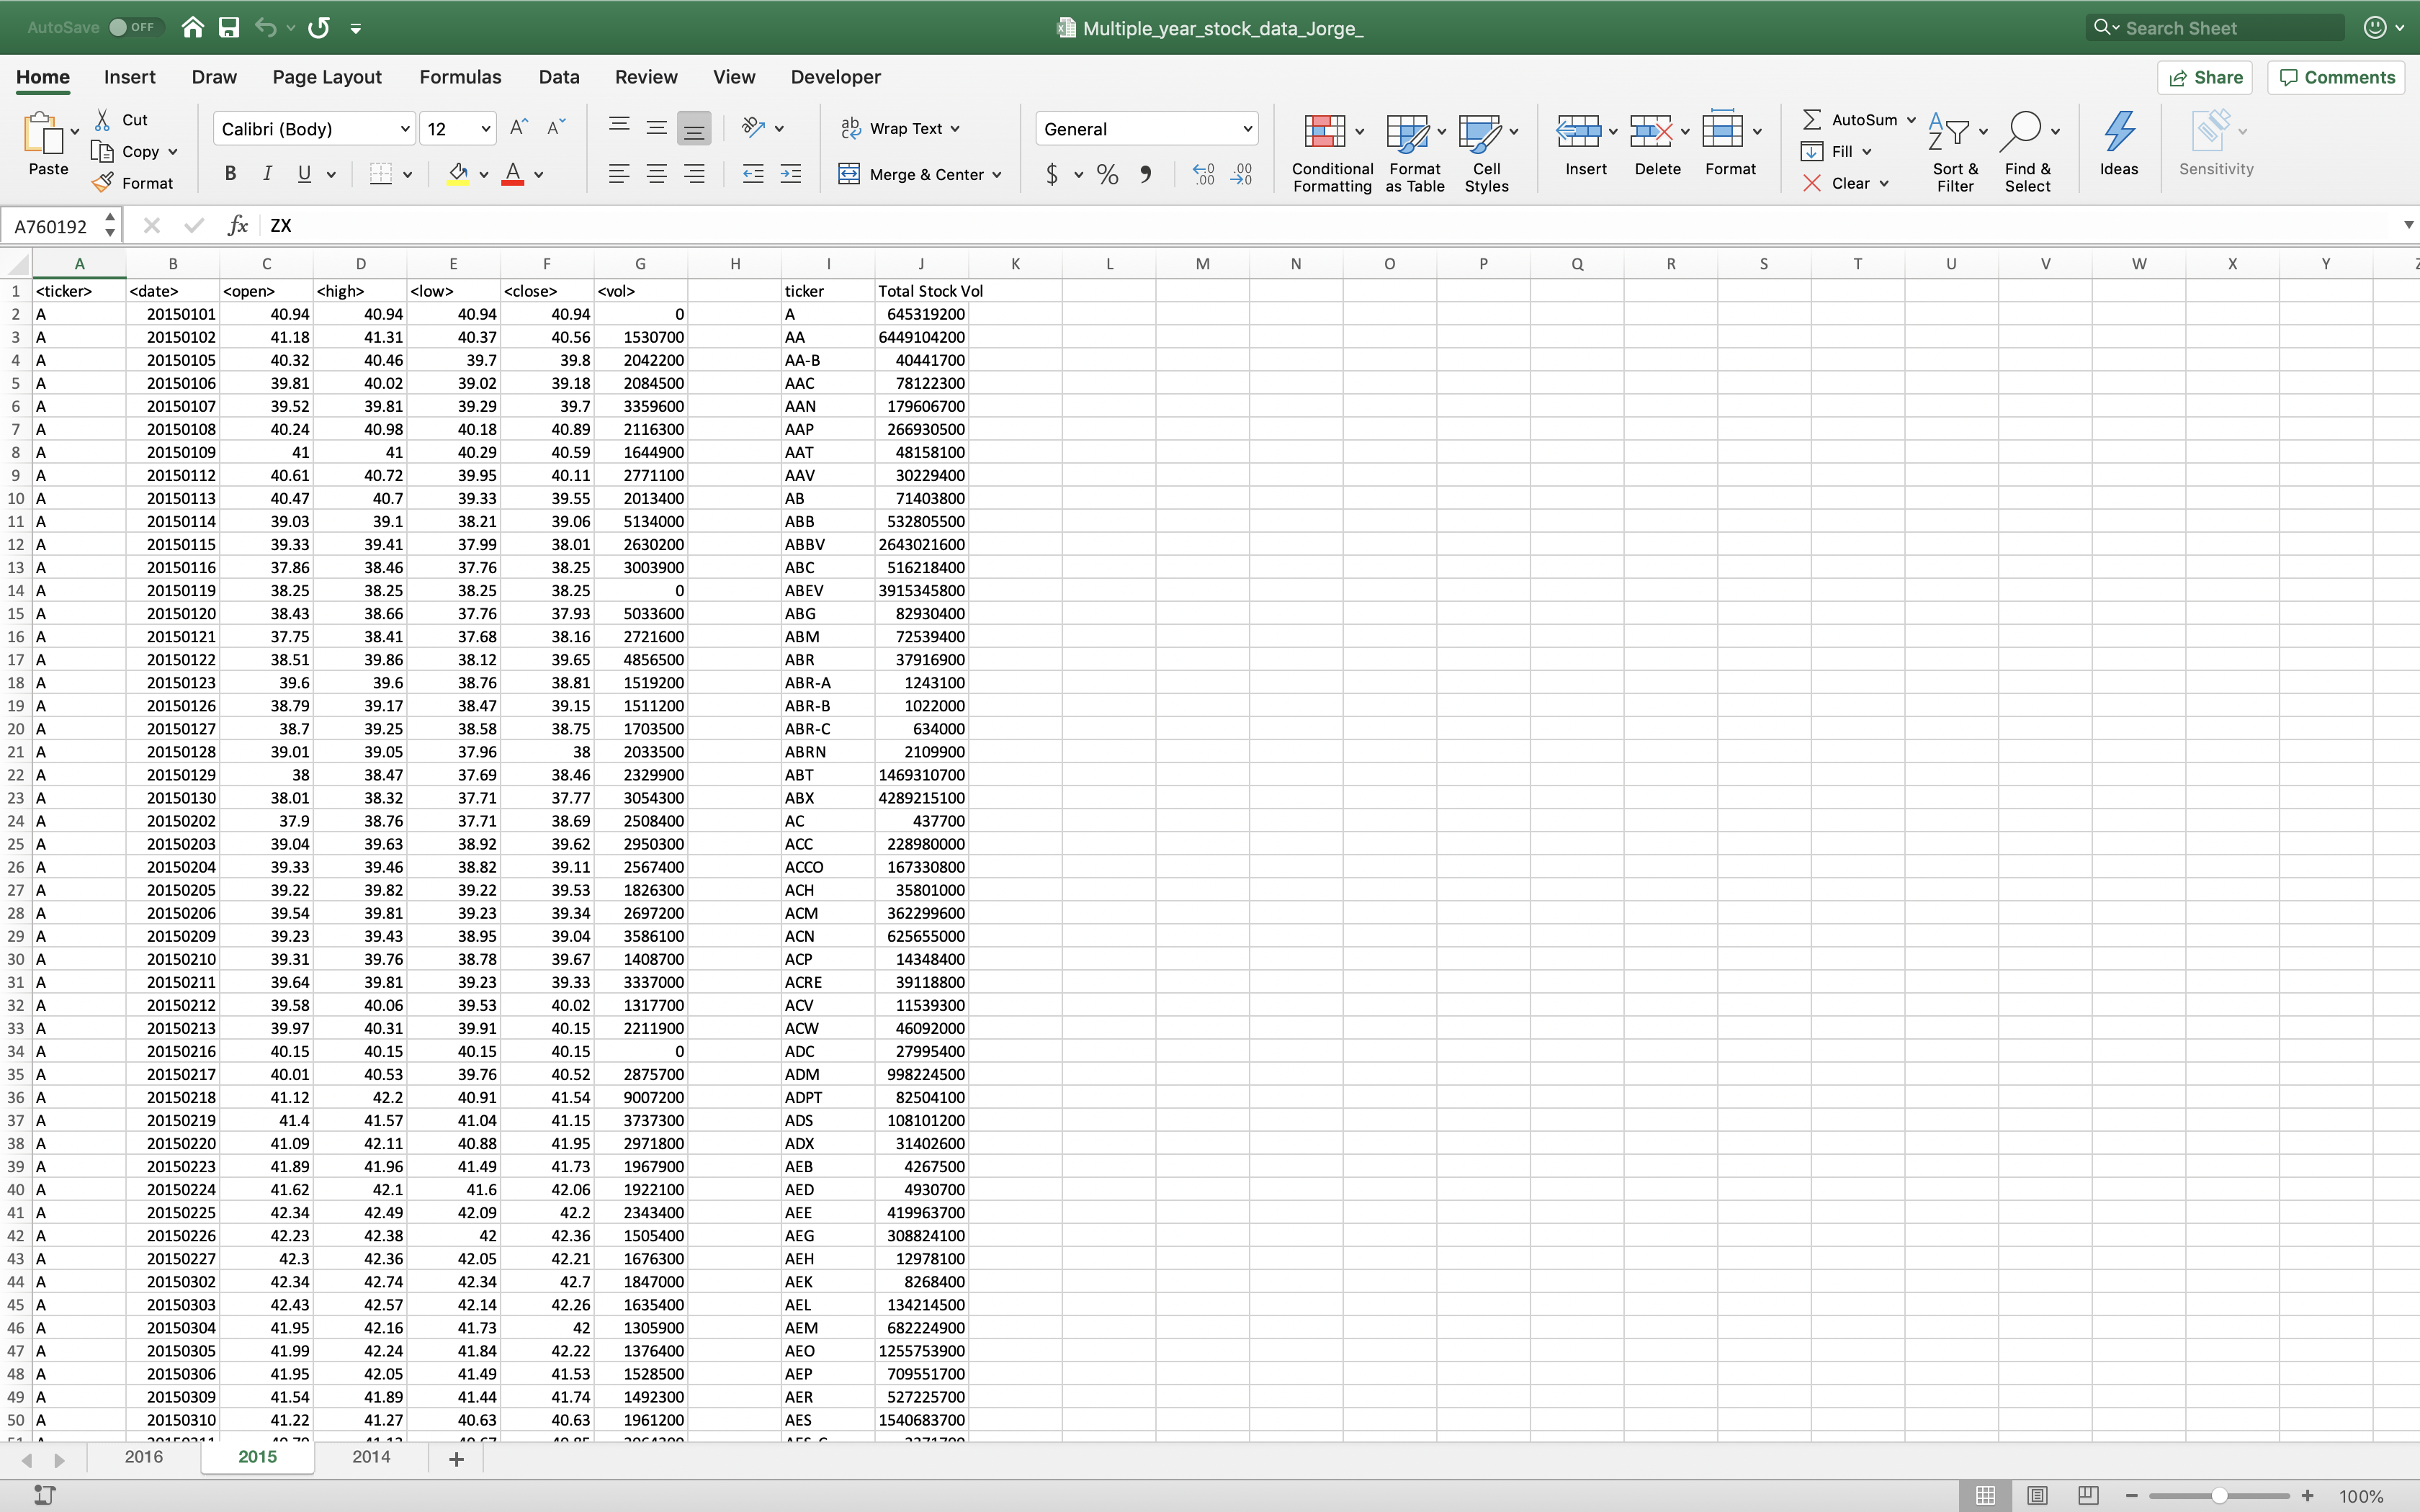 AutoSave OFF Multiple_year_stock_data_Jorge_ Search Sheet
Home Insert Draw Page Layout Formulas Data Review View Developer Share Comments
Paste Cut Copy Format Calibri (Body) 12 Wrap Text Merge & Center General Conditional Formatting Format as Table Cell Styles Insert Delete Format AutoSum Fill Clear Sort & Filter Find & Select Ideas Sensitivity
A760192 fx ZX
A B C D E F G H I J K L M N O P Q R S T U V W X Y
1 <ticker> <date> <open> <high> <low> <close> <vol> ticker Total Stock Vol
2 A 20150101 40.94 40.94 40.94 40.94 0 A 645319200
3 A 20150102 41.18 41.31 40.37 40.56 1530700 AA 6449104200
4 A 20150105 40.32 40.46 39.7 39.8 2042200 AA-B 40441700
5 A 20150106 39.81 40.02 39.02 39.18 2084500 AAC 78122300
6 A 20150107 39.52 39.81 39.29 39.7 3359600 AAN 179606700
7 A 20150108 40.24 40.98 40.18 40.89 2116300 AAP 266930500
8 A 20150109 41 41 40.29 40.59 1644900 AAT 48158100
9 A 20150112 40.61 40.72 39.95 40.11 2771100 AAV 30229400
10 A 20150113 40.47 40.7 39.33 39.55 2013400 AB 71403800
11 A 20150114 39.03 39.1 38.21 39.06 5134000 ABB 532805500
12 A 20150115 39.33 39.41 37.99 38.01 2630200 ABBV 2643021600
13 A 20150116 37.86 38.46 37.76 38.25 3003900 ABC 516218400
14 A 20150119 38.25 38.25 38.25 38.25 0 ABEV 3915345800
15 A 20150120 38.43 38.66 37.76 37.93 5033600 ABG 82930400
16 A 20150121 37.75 38.41 37.68 38.16 2721600 ABM 72539400
17 A 20150122 38.51 39.86 38.12 39.65 4856500 ABR 37916900
18 A 20150123 39.6 39.6 38.76 38.81 1519200 ABR-A 1243100
19 A 20150126 38.79 39.17 38.47 39.15 1511200 ABR-B 1022000
20 A 20150127 38.7 39.25 38.58 38.75 1703500 ABR-C 634000
21 A 20150128 39.01 39.05 37.96 38 2033500 ABRN 2109900
22 A 20150129 38 38.47 37.69 38.46 2329900 ABT 1469310700
23 A 20150130 38.01 38.32 37.71 37.77 3054300 ABX 4289215100
24 A 20150202 37.9 38.76 37.71 38.69 2508400 AC 437700
25 A 20150203 39.04 39.63 38.92 39.62 2950300 ACC 228980000
26 A 20150204 39.33 39.46 38.82 39.11 2567400 ACCO 167330800
27 A 20150205 39.22 39.82 39.22 39.53 1826300 ACH 35801000
28 A 20150206 39.54 39.81 39.23 39.34 2697200 ACM 362299600
29 A 20150209 39.23 39.43 38.95 39.04 3586100 ACN 625655000
30 A 20150210 39.31 39.76 38.78 39.67 1408700 ACP 14348400
31 A 20150211 39.64 39.81 39.23 39.33 3337000 ACRE 39118800
32 A 20150212 39.58 40.06 39.53 40.02 1317700 ACV 11539300
33 A 20150213 39.97 40.31 39.91 40.15 2211900 ACW 46092000
34 A 20150216 40.15 40.15 40.15 40.15 0 ADC 27995400
35 A 20150217 40.01 40.53 39.76 40.52 2875700 ADM 998224500
36 A 20150218 41.12 42.2 40.91 41.54 9007200 ADPT 82504100
37 A 20150219 41.4 41.57 41.04 41.15 3737300 ADS 108101200
38 A 20150220 41.09 42.11 40.88 41.95 2971800 ADX 31402600
39 A 20150223 41.89 41.96 41.49 41.73 1967900 AEB 4267500
40 A 20150224 41.62 42.1 41.6 42.06 1922100 AED 4930700
41 A 20150225 42.34 42.49 42.09 42.2 2343400 AEE 419963700
42 A 20150226 42.23 42.38 42 42.36 1505400 AEG 308824100
43 A 20150227 42.3 42.36 42.05 42.21 1676300 AEH 12978100
44 A 20150302 42.34 42.74 42.34 42.7 1847000 AEK 8268400
45 A 20150303 42.43 42.57 42.14 42.26 1635400 AEL 134214500
46 A 20150304 41.95 42.16 41.73 42 1305900 AEM 682224900
47 A 20150305 41.99 42.24 41.84 42.22 1376400 AEO 1255753900
48 A 20150306 41.95 42.05 41.49 41.53 1528500 AEP 709551700
49 A 20150309 41.54 41.89 41.44 41.74 1492300 AER 527225700
50 A 20150310 41.22 41.27 40.63 40.63 1961200 AES 1540683700
2016 2015 2014 +
100%